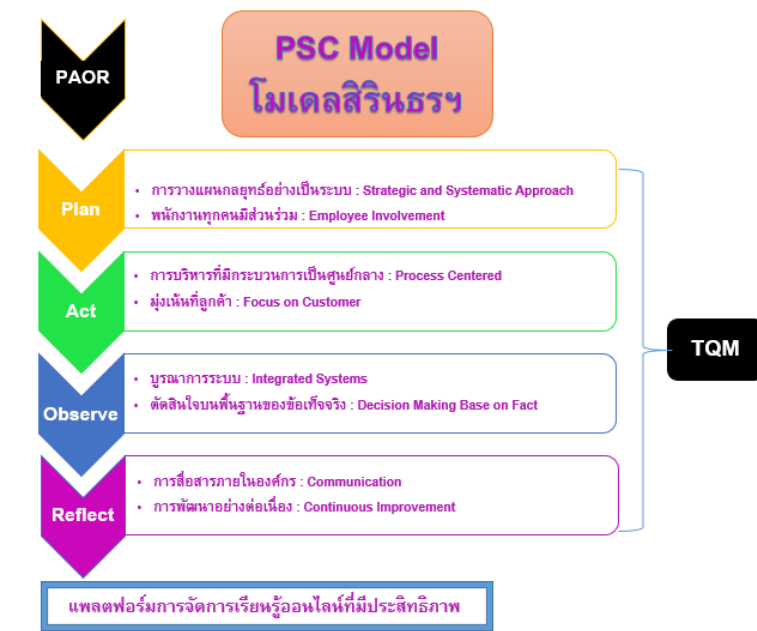 PAOR
PSC Model
โมเดลสิรินธรฯ
Plan
• การวางแผนกลยุทธ์อย่างเป็นระบบ : Strategic and Systematic Approach
• พนักงานทุกคนมีส่วนร่วม : Employee Involvement
Act
• การบริหารที่มีกระบวนการเป็นศูนย์กลาง : Process Centered
• มุ่งเน้นที่ลูกค้า : Focus on Customer
TQM
Observe
• บูรณาการระบบ : Integrated Systems
• ตัดสินใจบนพื้นฐานของข้อเท็จจริง : Decision Making Base on Fact
Reflect
• การสื่อสารภายในองค์กร : Communication
• การพัฒนาอย่างต่อเนื่อง : Continuous Improvement
แพลตฟอร์มการจัดการเรียนรู้ออนไลน์ที่มีประสิทธิภาพ